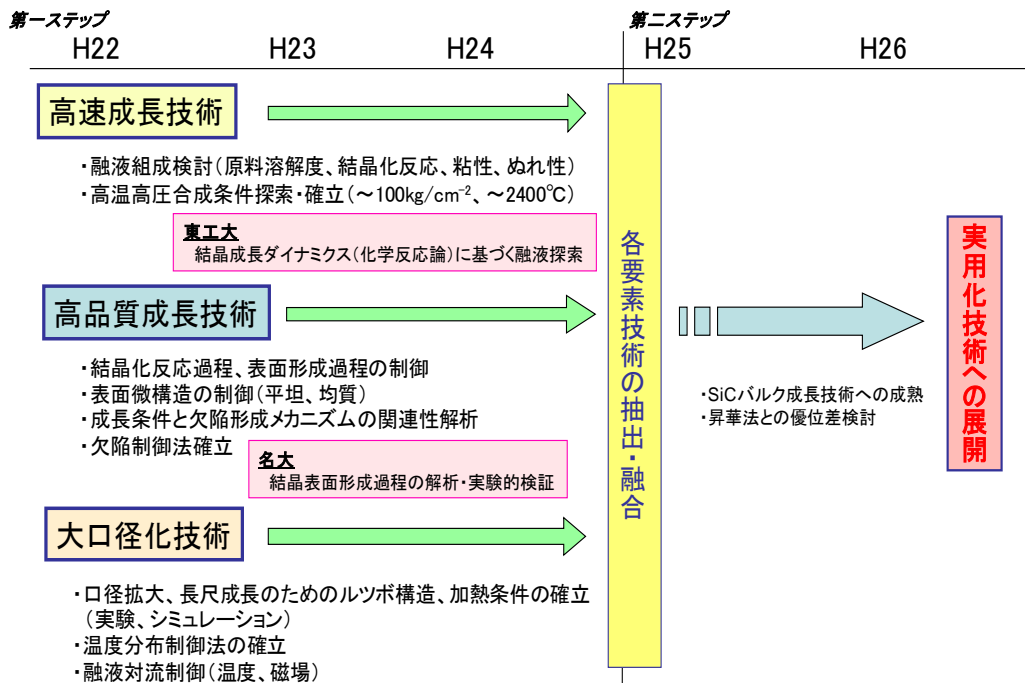 第一ステップ
第二ステップ
H22
H23
H24
H25
H26
高速成長技術
・融液組成検討(原料溶解度、結晶化反応、粘性、ぬれ性)
・高温高圧合成条件探索・確立(～100kg/cm⁻²、～2400℃)
東工大
結晶成長ダイナミクス(化学反応論)に基づく融液探索
高品質成長技術
・結晶化反応過程、表面形成過程の制御
・表面微構造の制御(平坦、均質)
・成長条件と欠陥形成メカニズムの関連性解析
・欠陥制御法確立
名大
結晶表面形成過程の解析・実験的検証
大口径化技術
・口径拡大、長尺成長のためのルツボ構造、加熱条件の確立
(実験、シミュレーション)
・温度分布制御法の確立
・融液対流制御(温度、磁場)
各要素技術の抽出・融合
・SiCバルク成長技術への成熟
・昇華法との優位差検討
実用化技術への展開